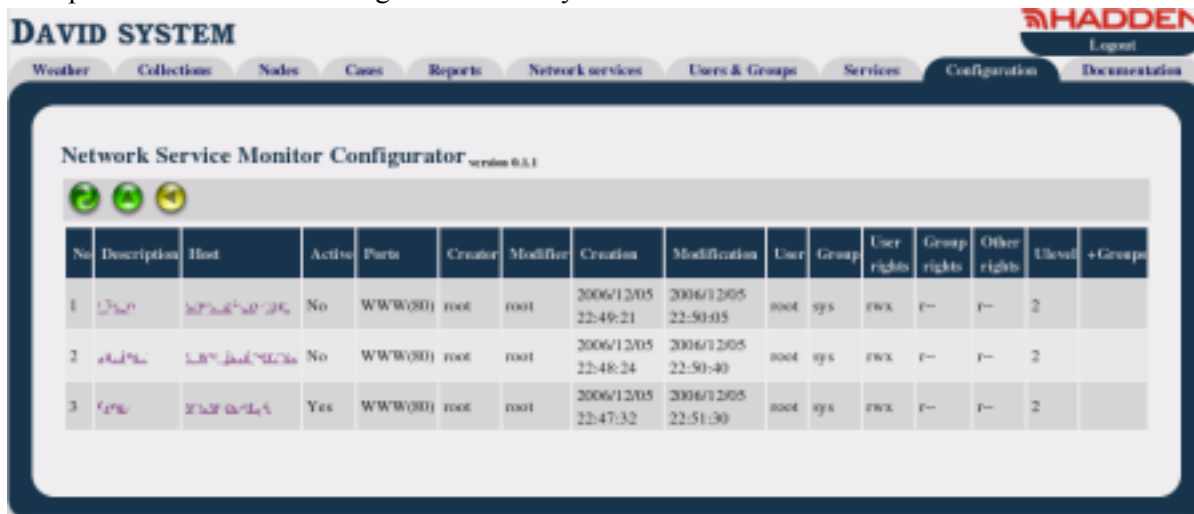 DAVID SYSTEM
HADDEN
Logout
Weather Collections Nodes Cases Reports Network services Users & Groups Services Configuration Documentation
Network Service Monitor Configurator version 0.1.1
No Description Host Active Ports Creator Modifier Creation Modification User Group User rights Group rights Other rights Ulevel +Groups
1 No WWW(80) root root 2006/12/05 22:49:21 2006/12/05 22:50:05 root sys rwx r-- r-- 2
2 No WWW(80) root root 2006/12/05 22:48:24 2006/12/05 22:50:40 root sys rwx r-- r-- 2
3 Yes WWW(80) root root 2006/12/05 22:47:32 2006/12/05 22:51:30 root sys rwx r-- r-- 2